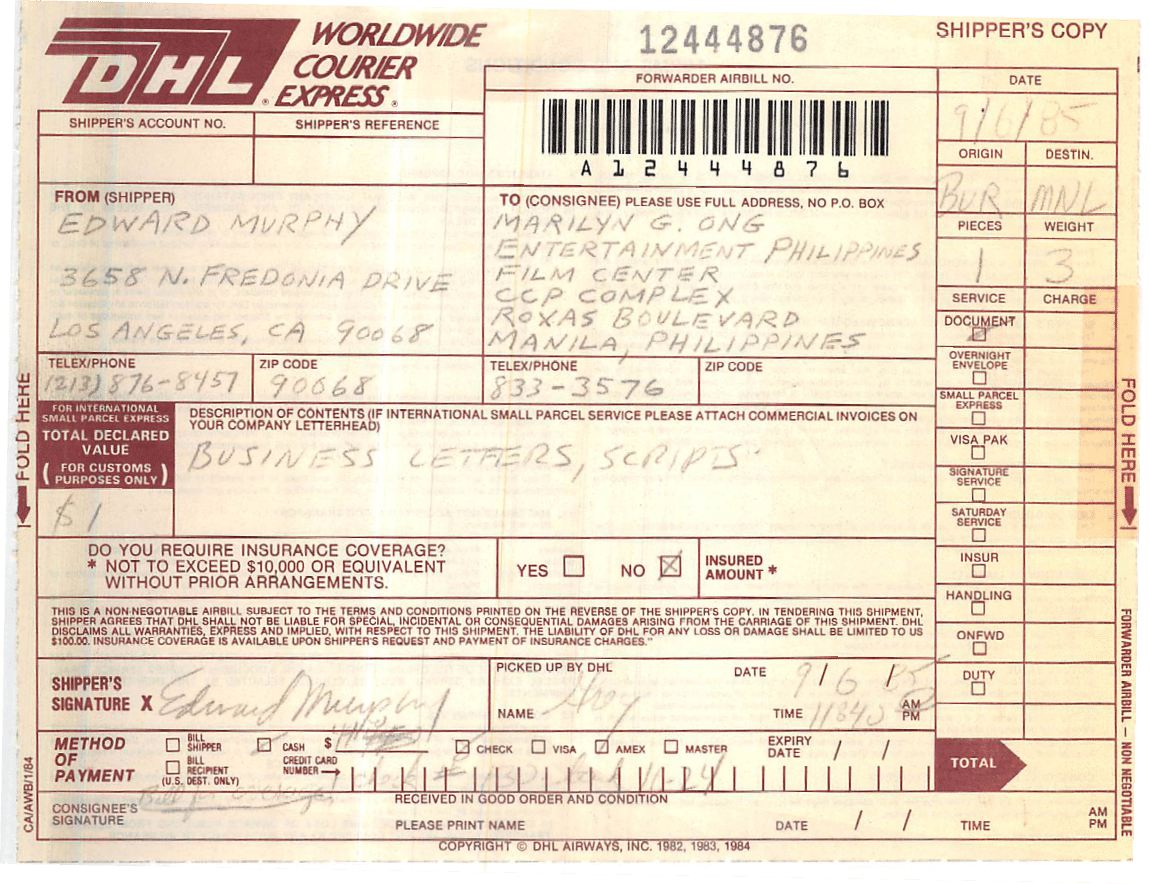 DHL® WORLDWIDE COURIER EXPRESS®
12444876
SHIPPER'S COPY
FORWARDER AIRBILL NO.
A12444876
DATE
9/6/85
SHIPPER'S ACCOUNT NO.
SHIPPER'S REFERENCE
ORIGIN DESTIN.
BUR MNL
FROM (SHIPPER)
EDWARD MURPHY
3658 N. FREDONIA DRIVE
LOS ANGELES, CA 90068
TELEX/PHONE
(213) 876-8457
ZIP CODE
90068
TO (CONSIGNEE) PLEASE USE FULL ADDRESS, NO P.O. BOX
MARILYN G. ONG
ENTERTAINMENT PHILIPPINES
FILM CENTER
CCP COMPLEX
ROXAS BOULEVARD
MANILA, PHILIPPINES
TELEX/PHONE
833-3576
ZIP CODE
PIECES WEIGHT
1 3
SERVICE CHARGE
DOCUMENT
OVERNIGHT ENVELOPE
SMALL PARCEL EXPRESS
VISA PAK
SIGNATURE SERVICE
SATURDAY SERVICE
INSUR
HANDLING
ONFWD
DUTY
TOTAL
FOLD HERE
FOLD HERE
FOR INTERNATIONAL
SMALL PARCEL EXPRESS
TOTAL DECLARED
VALUE
(FOR CUSTOMS
PURPOSES ONLY)
$1
DESCRIPTION OF CONTENTS (IF INTERNATIONAL SMALL PARCEL SERVICE PLEASE ATTACH COMMERCIAL INVOICES ON
YOUR COMPANY LETTERHEAD)
BUSINESS LETTERS, SCRIPTS
DO YOU REQUIRE INSURANCE COVERAGE?
* NOT TO EXCEED $10,000 OR EQUIVALENT
WITHOUT PRIOR ARRANGEMENTS.
YES NO
INSURED
AMOUNT *
THIS IS A NON-NEGOTIABLE AIRBILL SUBJECT TO THE TERMS AND CONDITIONS PRINTED ON THE REVERSE OF THE SHIPPER'S COPY. IN TENDERING THIS SHIPMENT,
SHIPPER AGREES THAT DHL SHALL NOT BE LIABLE FOR SPECIAL, INCIDENTAL OR CONSEQUENTIAL DAMAGES ARISING FROM THE CARRIAGE OF THIS SHIPMENT. DHL
DISCLAIMS ALL WARRANTIES, EXPRESS AND IMPLIED, WITH RESPECT TO THIS SHIPMENT. THE LIABILITY OF DHL FOR ANY LOSS OR DAMAGE SHALL BE LIMITED TO US
$100.00. INSURANCE COVERAGE IS AVAILABLE UPON SHIPPER'S REQUEST AND PAYMENT OF INSURANCE CHARGES."
SHIPPER'S
SIGNATURE X Edward Murphy
PICKED UP BY DHL
NAME
DATE 9/6/85
TIME AM PM
METHOD
OF
PAYMENT
BILL SHIPPER
BILL RECIPIENT
(U.S. DEST. ONLY)
CASH $
CHECK VISA AMEX MASTER
CREDIT CARD
NUMBER
EXPIRY
DATE / /
CONSIGNEE'S
SIGNATURE
RECEIVED IN GOOD ORDER AND CONDITION
PLEASE PRINT NAME
DATE / /
TIME AM PM
COPYRIGHT © DHL AIRWAYS, INC. 1982, 1983, 1984
CA/AWB/1/84
FORWARDER AIRBILL — NON NEGOTIABLE